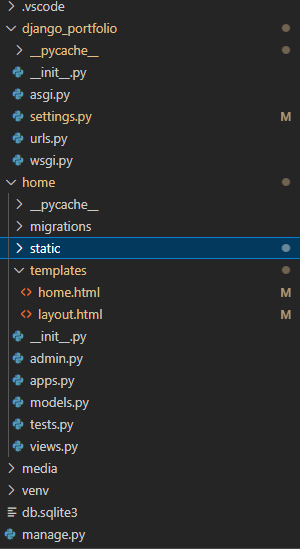 .vscode
django_portfolio
__pycache__
__init__.py
asgi.py
settings.py M
urls.py
wsgi.py
home
__pycache__
migrations
static
templates
<> home.html M
<> layout.html M
__init__.py
admin.py
apps.py
models.py
tests.py
views.py
media
venv
db.sqlite3
manage.py